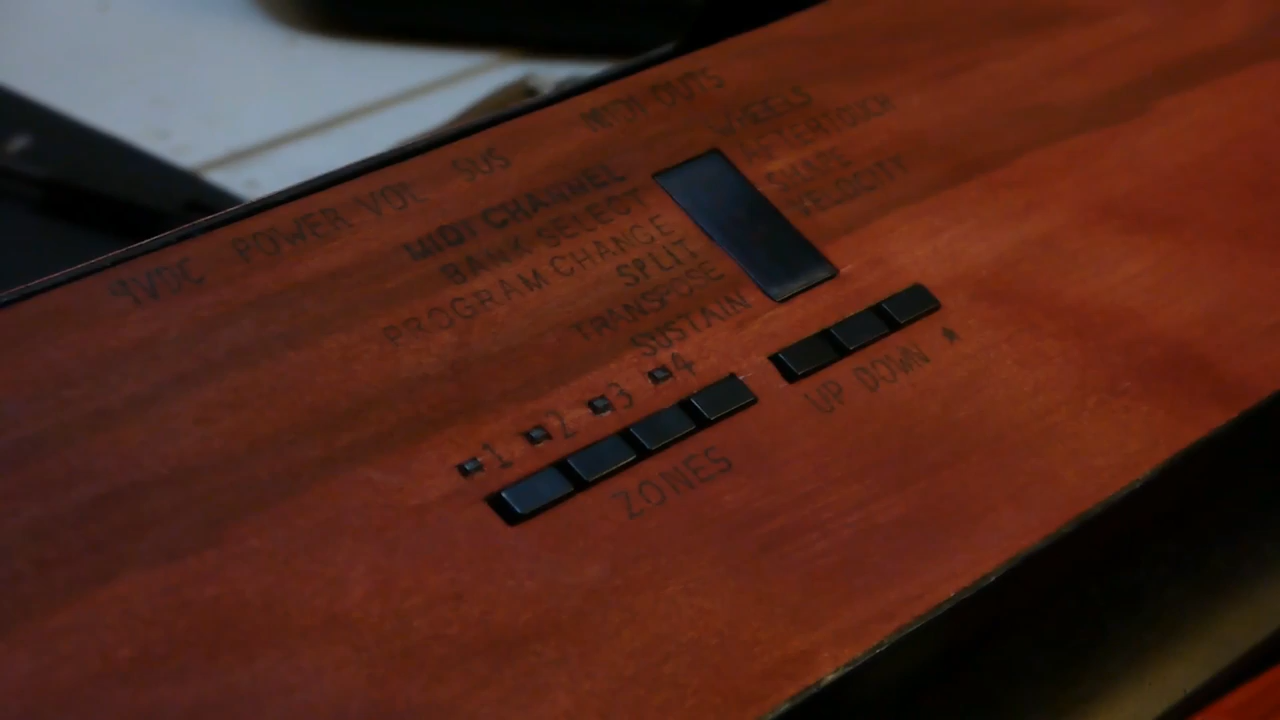 9VDC POWER VOL SUS MIDI OUTS
MIDI CHANNEL
BANK SELECT
PROGRAM CHANGE
SPLIT
TRANSPOSE
SUSTAIN
WHEELS
AFTERTOUCH
SHAPE
VELOCITY
1 2 3 4
ZONES
UP DOWN *